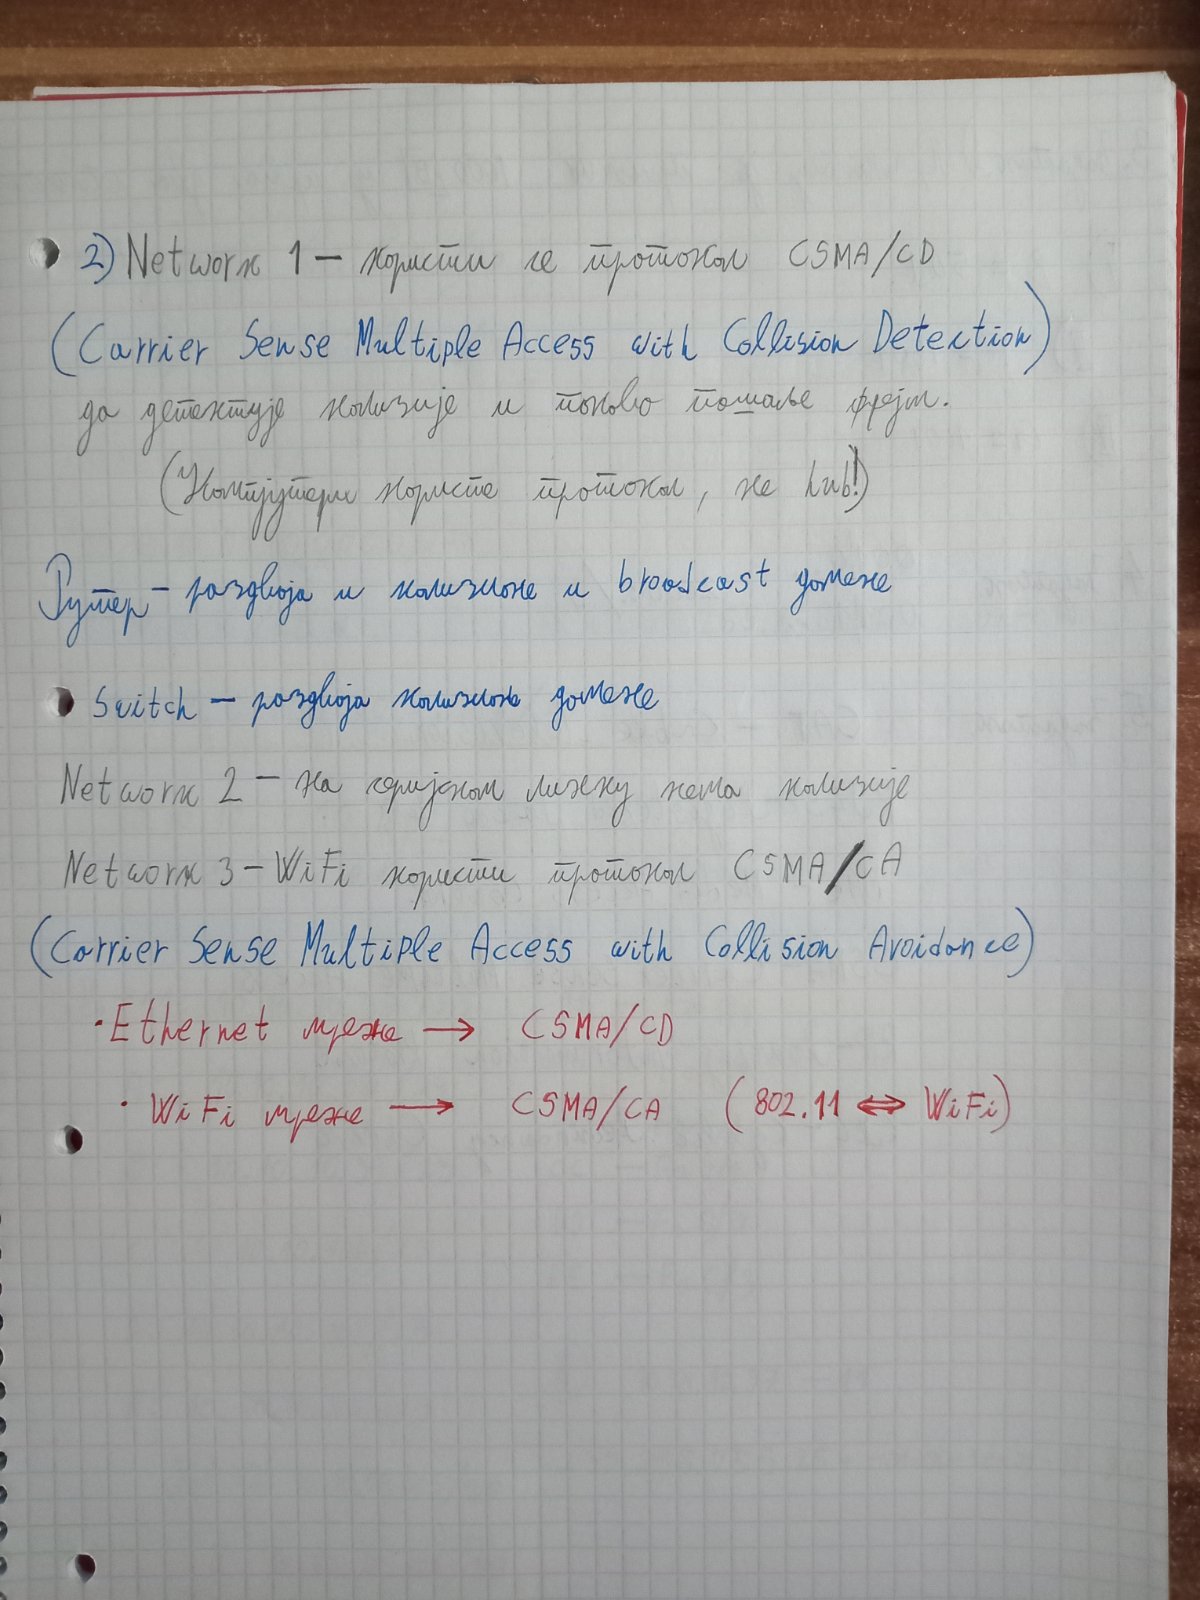 2) Network 1 – користи се протокол CSMA/CD
(Carrier Sense Multiple Access with Collision Detection)
да детектује колизије и поново пошаље фрејм.
(Компјутери користе протокол, не hub!)
Рутер – раздваја и колизионе и broadcast домене
Switch – раздваја колизионе домене
Network 2 – на серијском линку нема колизије
Network 3 – WiFi користи протокол CSMA/CA
(Carrier Sense Multiple Access with Collision Avoidance)
• Ethernet мреже → CSMA/CD
• WiFi мреже → CSMA/CA (802.11 ⇔ WiFi)